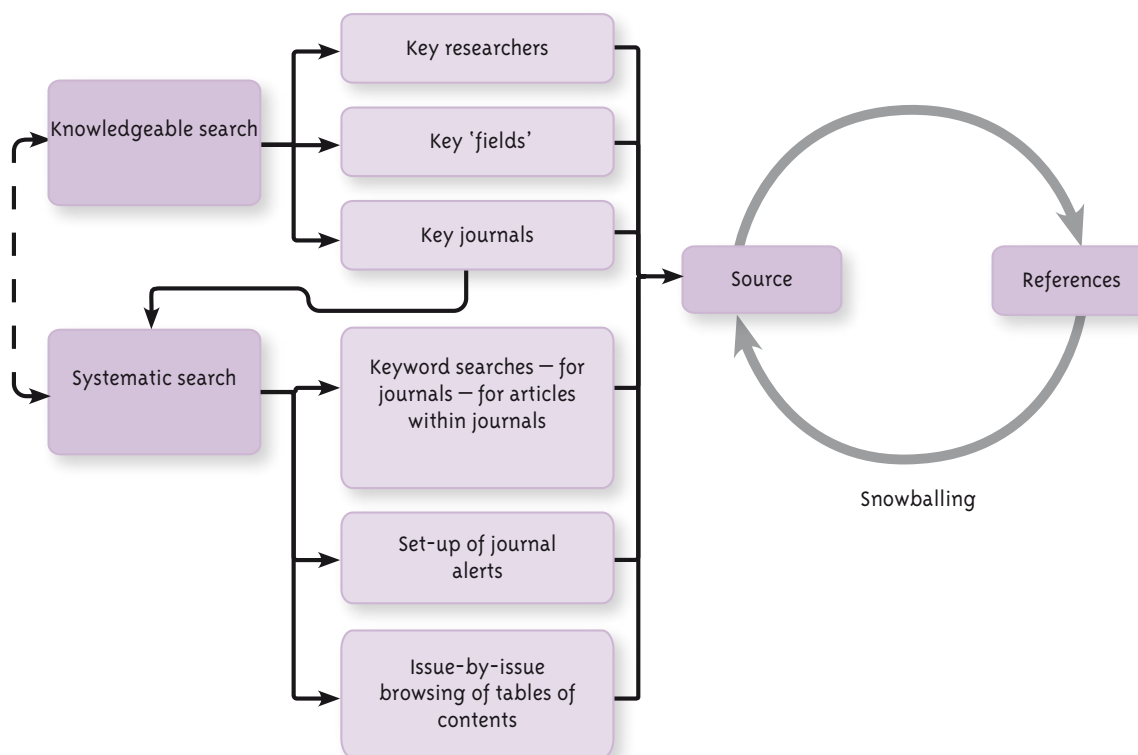 Key researchers
Knowledgeable search
Key ‘fields’
Key journals
Source
References
Systematic search
Keyword searches – for
journals – for articles
within journals
Snowballing
Set-up of journal
alerts
Issue-by-issue
browsing of tables of
contents